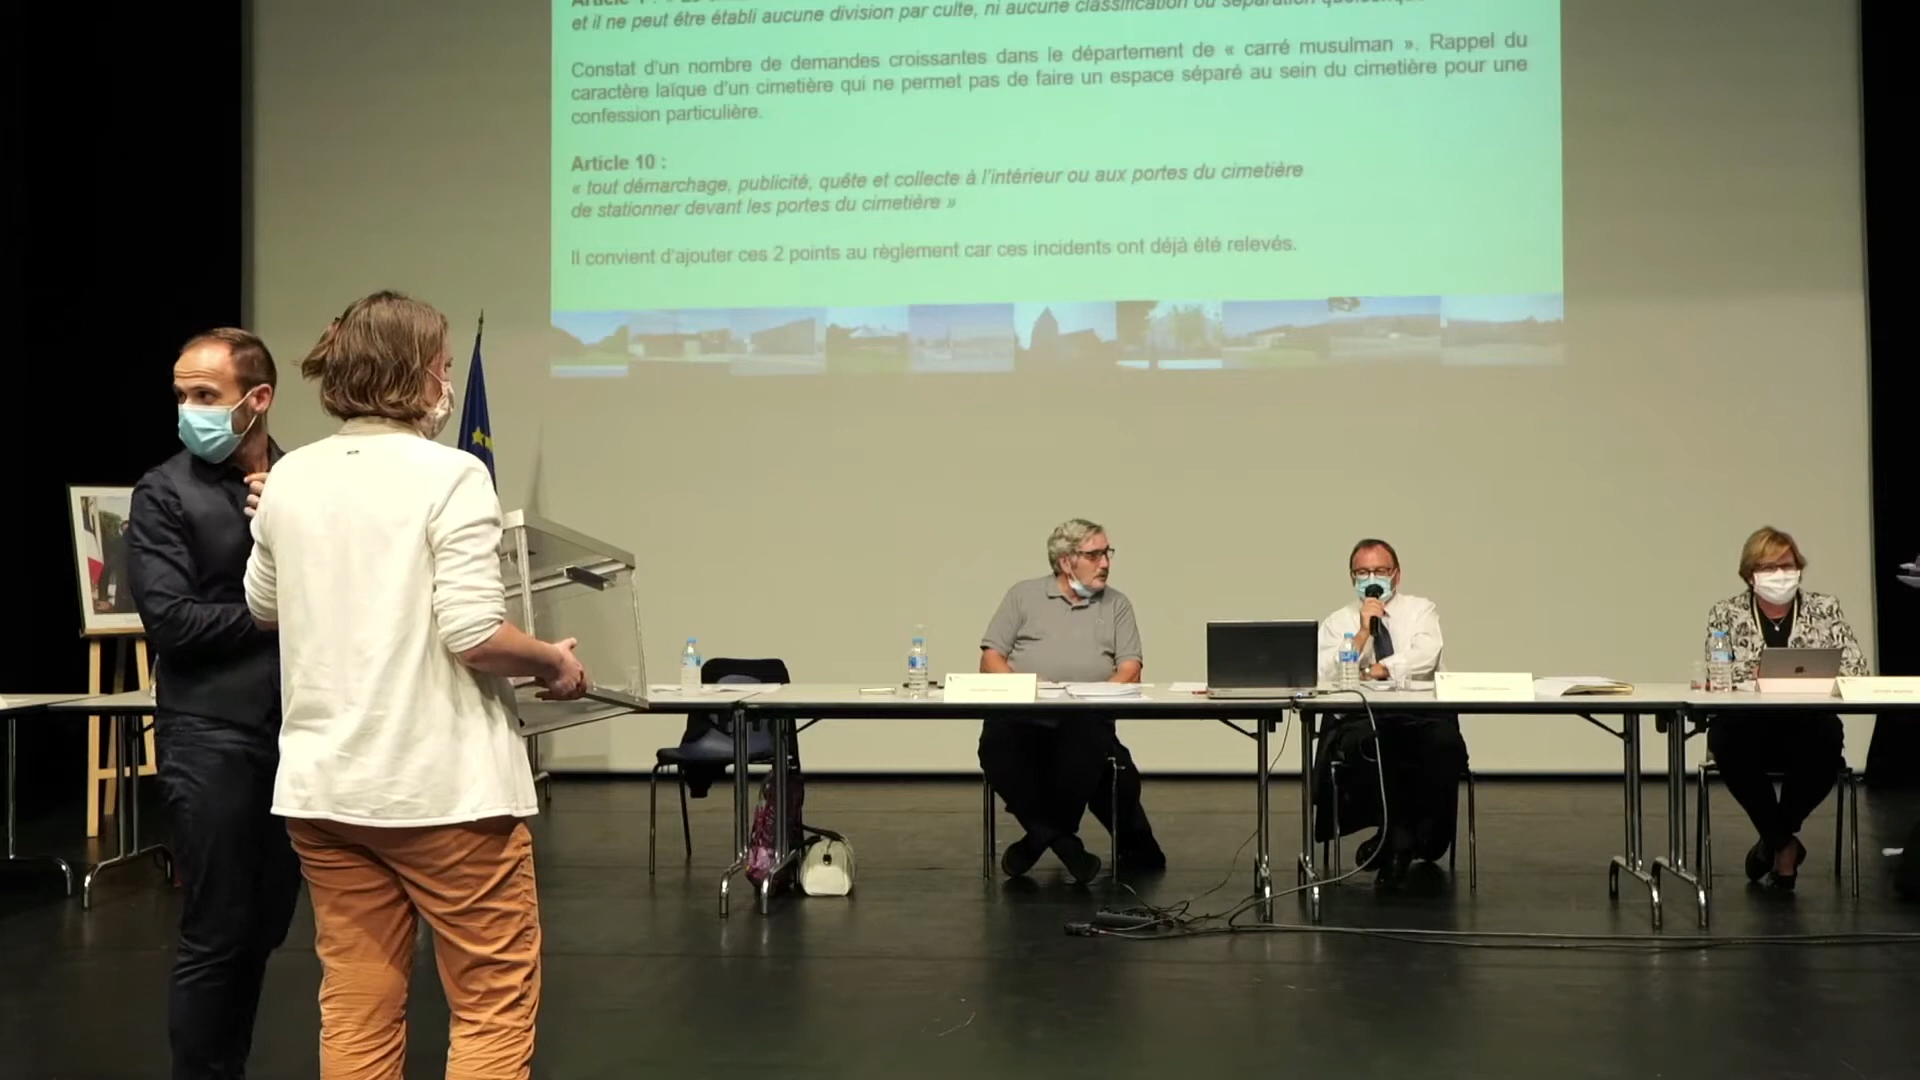 Article
et il ne peut être établi aucune division par culte, ni aucune classification ou séparation
Constat d'un nombre de demandes croissantes dans le département de « carré musulman ». Rappel du
caractère laïque d'un cimetière qui ne permet pas de faire un espace séparé au sein du cimetière pour une
confession particulière.
Article 10 :
« tout démarchage, publicité, quête et collecte à l'intérieur ou aux portes du cimetière
de stationner devant les portes du cimetière »
Il convient d'ajouter ces 2 points au règlement car ces incidents ont déjà été relevés.